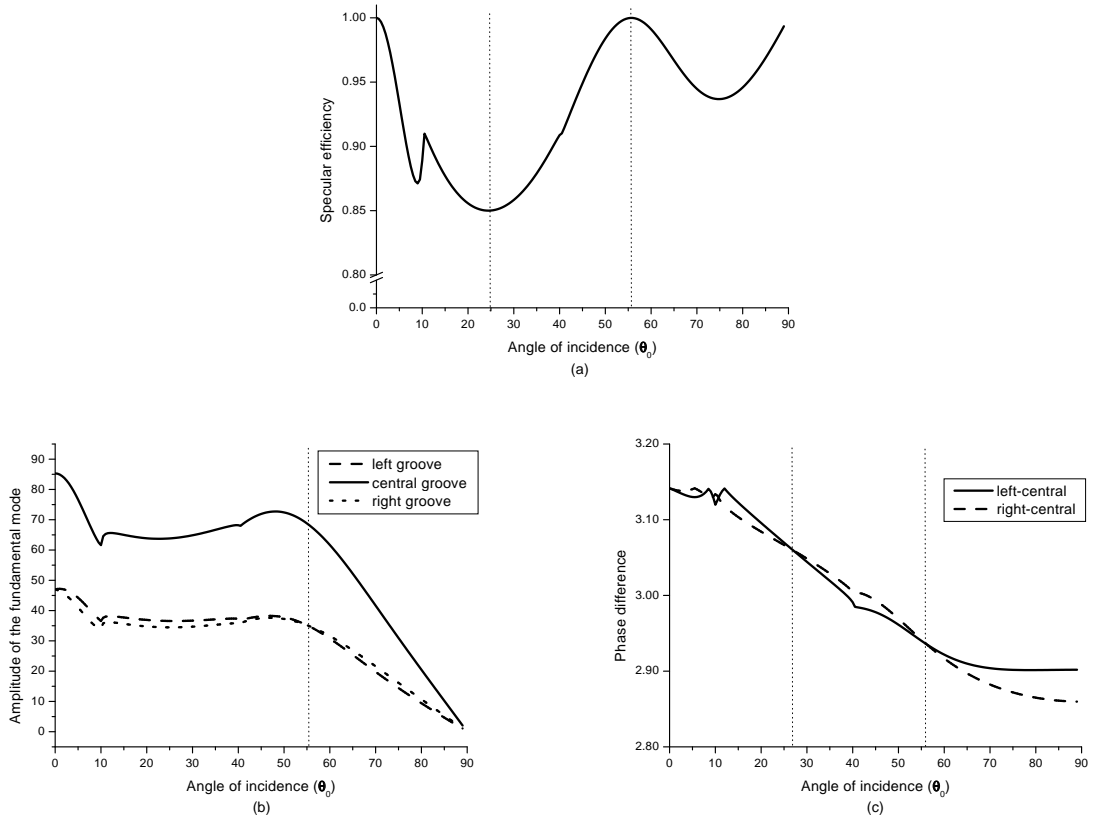 1.00
0.95
0.90
0.85
0.80
0.0
Specular efficiency
0 10 20 30 40 50 60 70 80 90
Angle of incidence (θ₀)
(a)
90
80
70
60
50
40
30
20
10
0
Amplitude of the fundamental mode
left groove
central groove
right groove
0 10 20 30 40 50 60 70 80 90
Angle of incidence (θ₀)
(b)
3.20
3.10
3.00
2.90
2.80
Phase difference
left-central
right-central
0 10 20 30 40 50 60 70 80 90
Angle of incidence (θ₀)
(c)